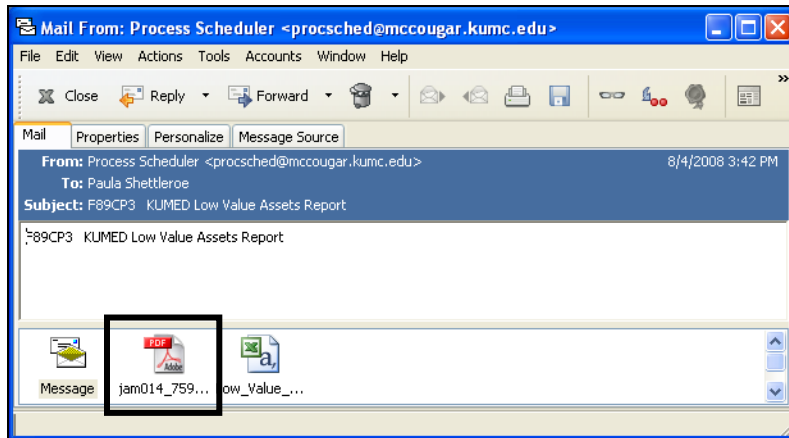 Mail From: Process Scheduler <procsched@mccougar.kumc.edu>
File Edit View Actions Tools Accounts Window Help
Close Reply Forward »
Mail Properties Personalize Message Source
From: Process Scheduler <procsched@mccougar.kumc.edu> 8/4/2008 3:42 PM
To: Paula Shettleroe
Subject: F89CP3 KUMED Low Value Assets Report
F89CP3 KUMED Low Value Assets Report
PDF
Adobe
a,
Message jam014_759... ow_Value_...